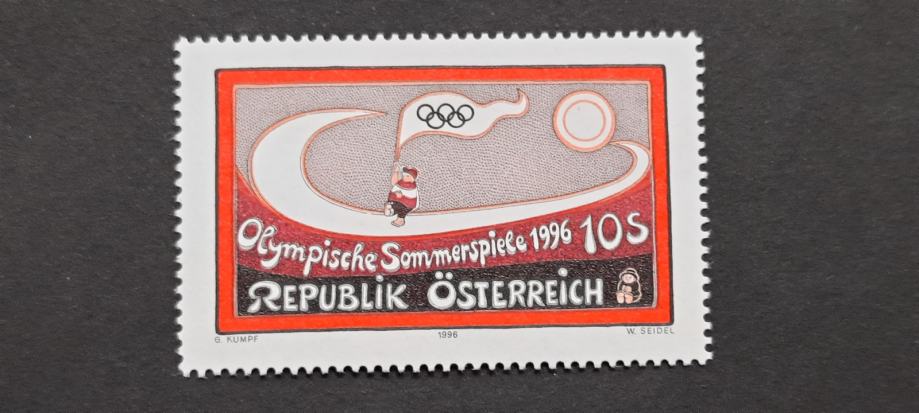 Olympische Sommerspiele 1996 10S
REPUBLIK ÖSTERREICH
G. KUMPF 1996 W. SEIDEL